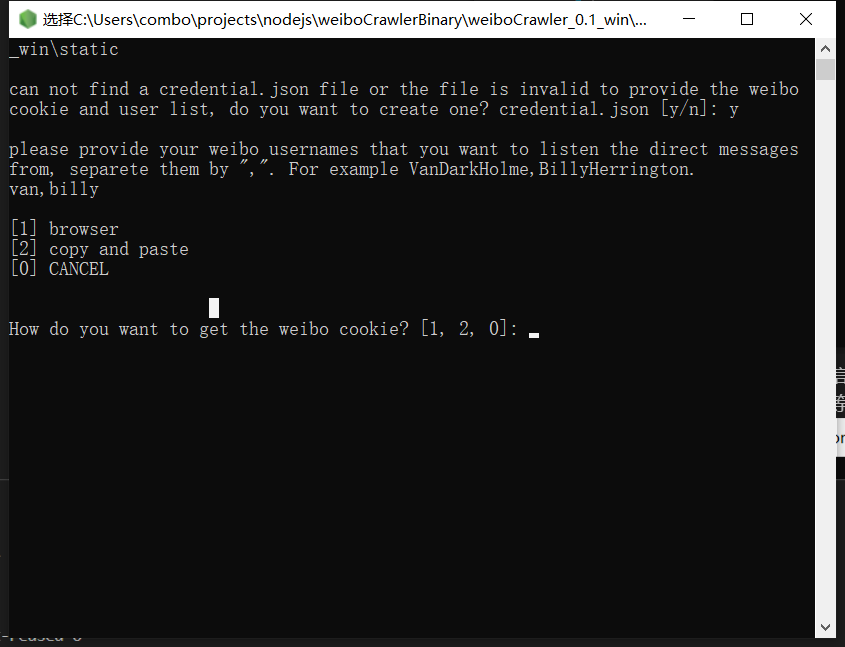 选择C:\Users\combo\projects\nodejs\weiboCrawlerBinary\weiboCrawler_0.1_win\...
_win\static
can not find a credential.json file or the file is invalid to provide the weibo
cookie and user list, do you want to create one? credential.json [y/n]: y
please provide your weibo usernames that you want to listen the direct messages
from, separete them by ",". For example VanDarkHolme,BillyHerrington.
van,billy
[1] browser
[2] copy and paste
[0] CANCEL
How do you want to get the weibo cookie? [1, 2, 0]: